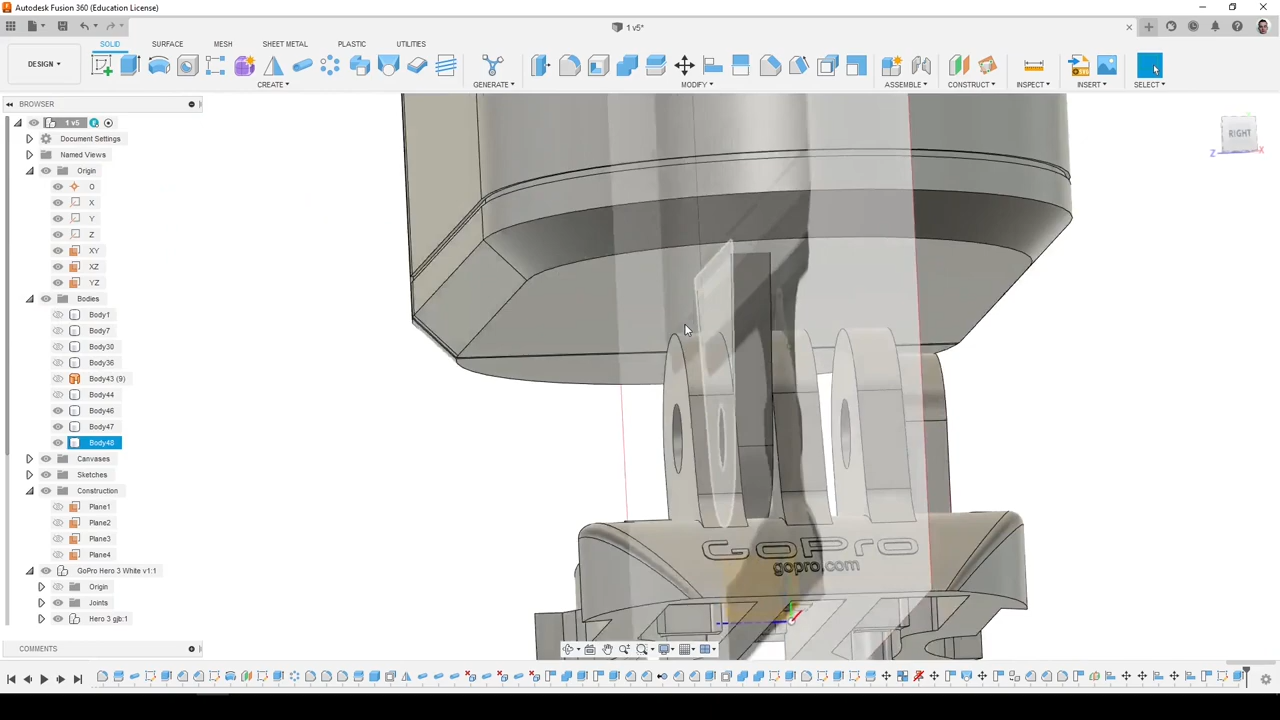 Autodesk Fusion 360 (Education License)
1 v5*
SOLID SURFACE MESH SHEET METAL PLASTIC UTILITIES
DESIGN
CREATE GENERATE MODIFY ASSEMBLE CONSTRUCT INSPECT INSERT SELECT
BROWSER
1 v5
Document Settings
Named Views
Origin
O
X
Y
Z
XY
XZ
YZ
Bodies
Body1
Body7
Body30
Body36
Body43 (9)
Body44
Body46
Body47
Body48
Canvases
Sketches
Construction
Plane1
Plane2
Plane3
Plane4
GoPro Hero 3 White v1:1
Origin
Joints
Hero 3 gjb:1
COMMENTS
RIGHT
Z
X
GoPro
gopro.com